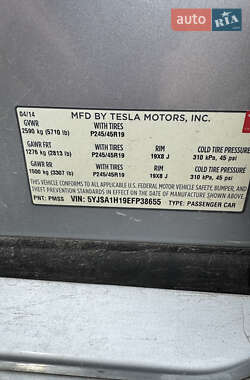 AUTO.RIA.com
04/14
MFD BY TESLA MOTORS, INC.
GVWR WITH TIRES
2590 kg (5710 lb) P245/45R19
GAWR FRT WITH TIRES RIM COLD TIRE PRESSURE
1276 kg (2813 lb) P245/45R19 19X8 J 310 kPa, 45 psi
GAWR RR WITH TIRES RIM COLD TIRE PRESSURE
1500 kg (3307 lb) P245/45R19 19X8 J 310 kPa, 45 psi
THIS VEHICLE CONFORMS TO ALL APPLICABLE U.S. FEDERAL MOTOR VEHICLE SAFETY, BUMPER, AND
THEFT PREVENTION STANDARDS IN EFFECT ON THE DATE OF MANUFACTURE SHOWN ABOVE.
PNT: PMSS VIN: 5YJSA1H19EFP38655 TYPE: PASSENGER CAR